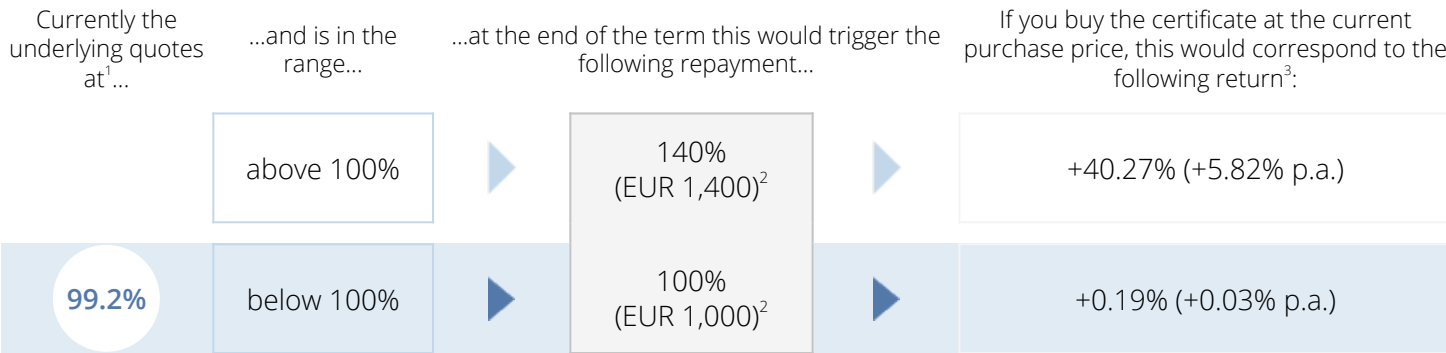 Currently the
underlying quotes
at¹...
...and is in the
range...
...at the end of the term this would trigger the
following repayment...
If you buy the certificate at the current
purchase price, this would correspond to the
following return³:
above 100%
140%
(EUR 1,400)²
+40.27% (+5.82% p.a.)
99.2%
below 100%
100%
(EUR 1,000)²
+0.19% (+0.03% p.a.)